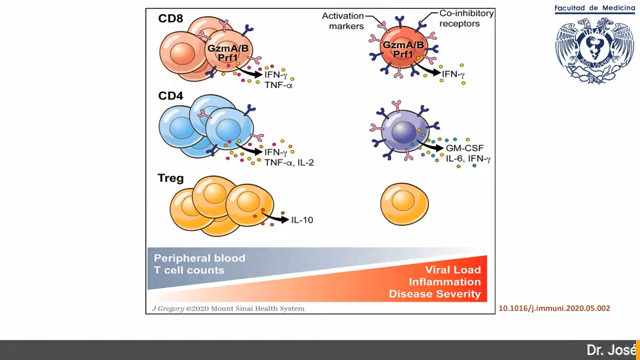 Facultad de Medicina
CD8
GzmA/B
Prf1
IFN-γ
TNF-α
Activation
markers
Co-inhibitory
receptors
GzmA/B
Prf1
IFN-γ
CD4
IFN-γ
TNF-α, IL-2
GM-CSF
IL-6, IFN-γ
Treg
IL-10
Peripheral blood
T cell counts
Viral Load
Inflammation
Disease Severity
J Gregory ©2020 Mount Sinai Health System
10.1016/j.immuni.2020.05.002
Dr. José